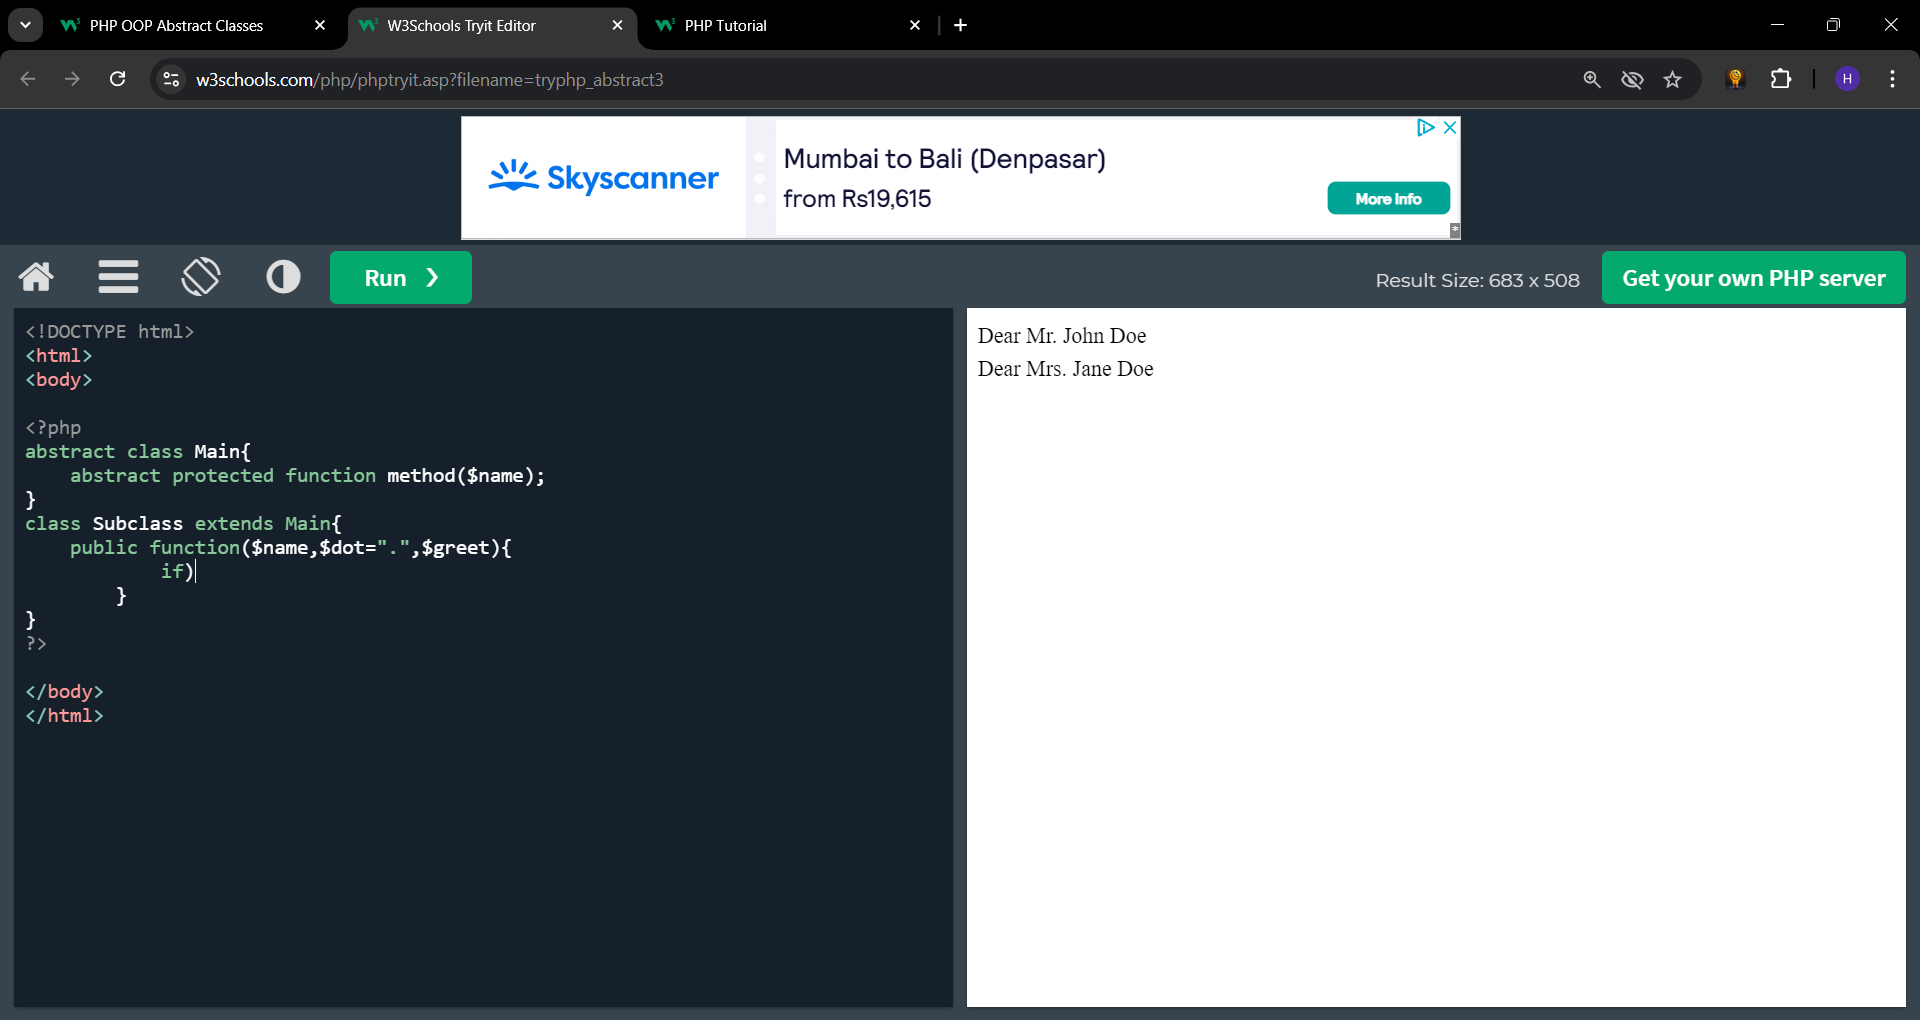 PHP OOP Abstract Classes
W3Schools Tryit Editor
PHP Tutorial
w3schools.com/php/phptryit.asp?filename=tryphp_abstract3
H
Skyscanner
Mumbai to Bali (Denpasar)
from Rs19,615
More Info
Run ❯
Result Size: 683 x 508
Get your own PHP server
<!DOCTYPE html>
<html>
<body>
<?php
abstract class Main{
    abstract protected function method($name);
}
class Subclass extends Main{
    public function($name,$dot=".",$greet){
            if)
        }
}
?>
</body>
</html>
Dear Mr. John Doe
Dear Mrs. Jane Doe